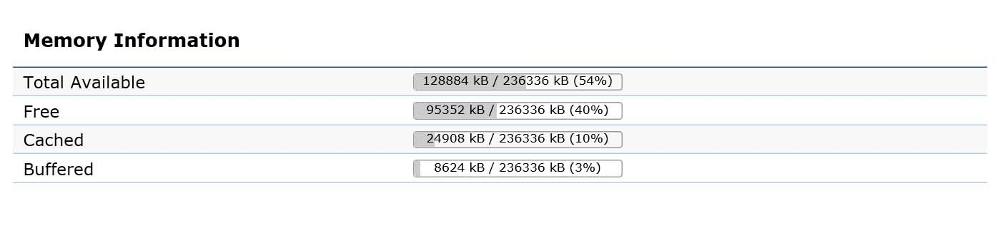 Memory Information
Total Available 128884 kB / 236336 kB (54%)
Free 95352 kB / 236336 kB (40%)
Cached 24908 kB / 236336 kB (10%)
Buffered 8624 kB / 236336 kB (3%)